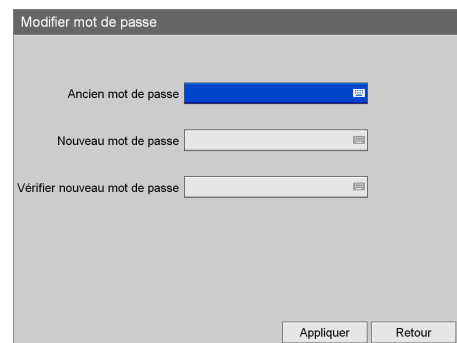 Modifier mot de passe
Ancien mot de passe
Nouveau mot de passe
Vérifier nouveau mot de passe
Appliquer Retour